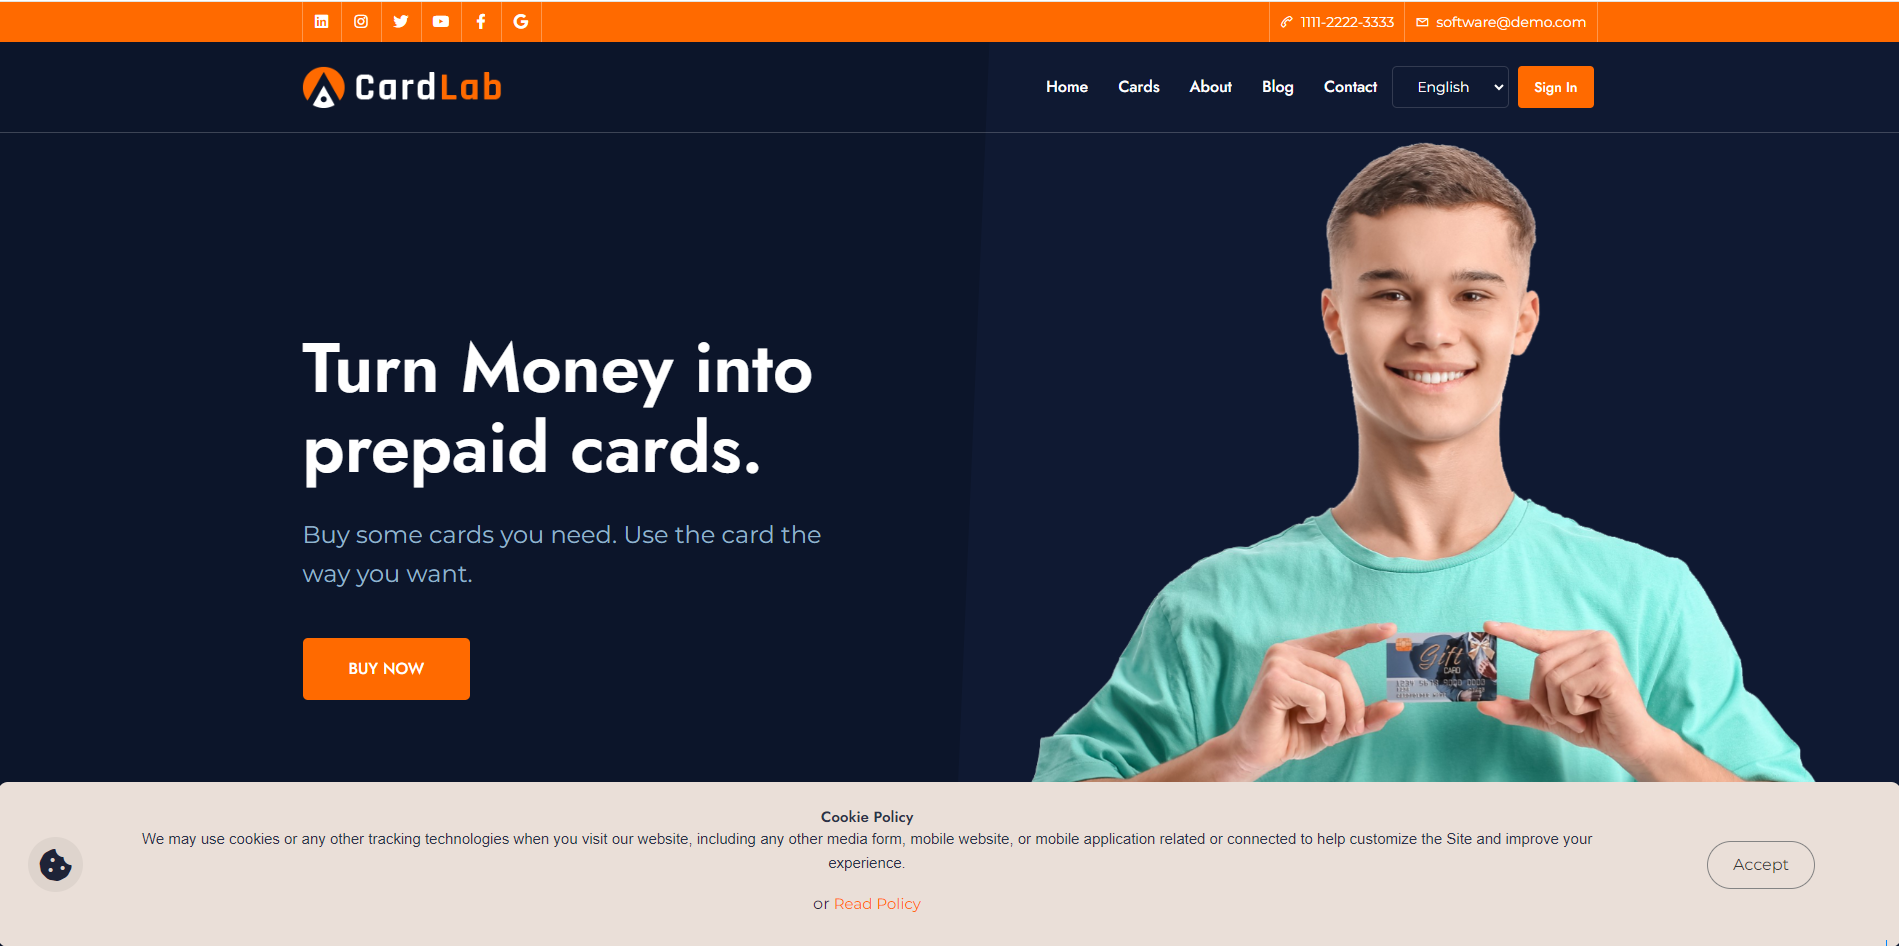 1111-2222-3333
software@demo.com
CardLab
Home
Cards
About
Blog
Contact
English
Sign In
Turn Money into
prepaid cards.
Buy some cards you need. Use the card the
way you want.
BUY NOW
Gift
CARD
Cookie Policy
We may use cookies or any other tracking technologies when you visit our website, including any other media form, mobile website, or mobile application related or connected to help customize the Site and improve your
experience.
or Read Policy
Accept